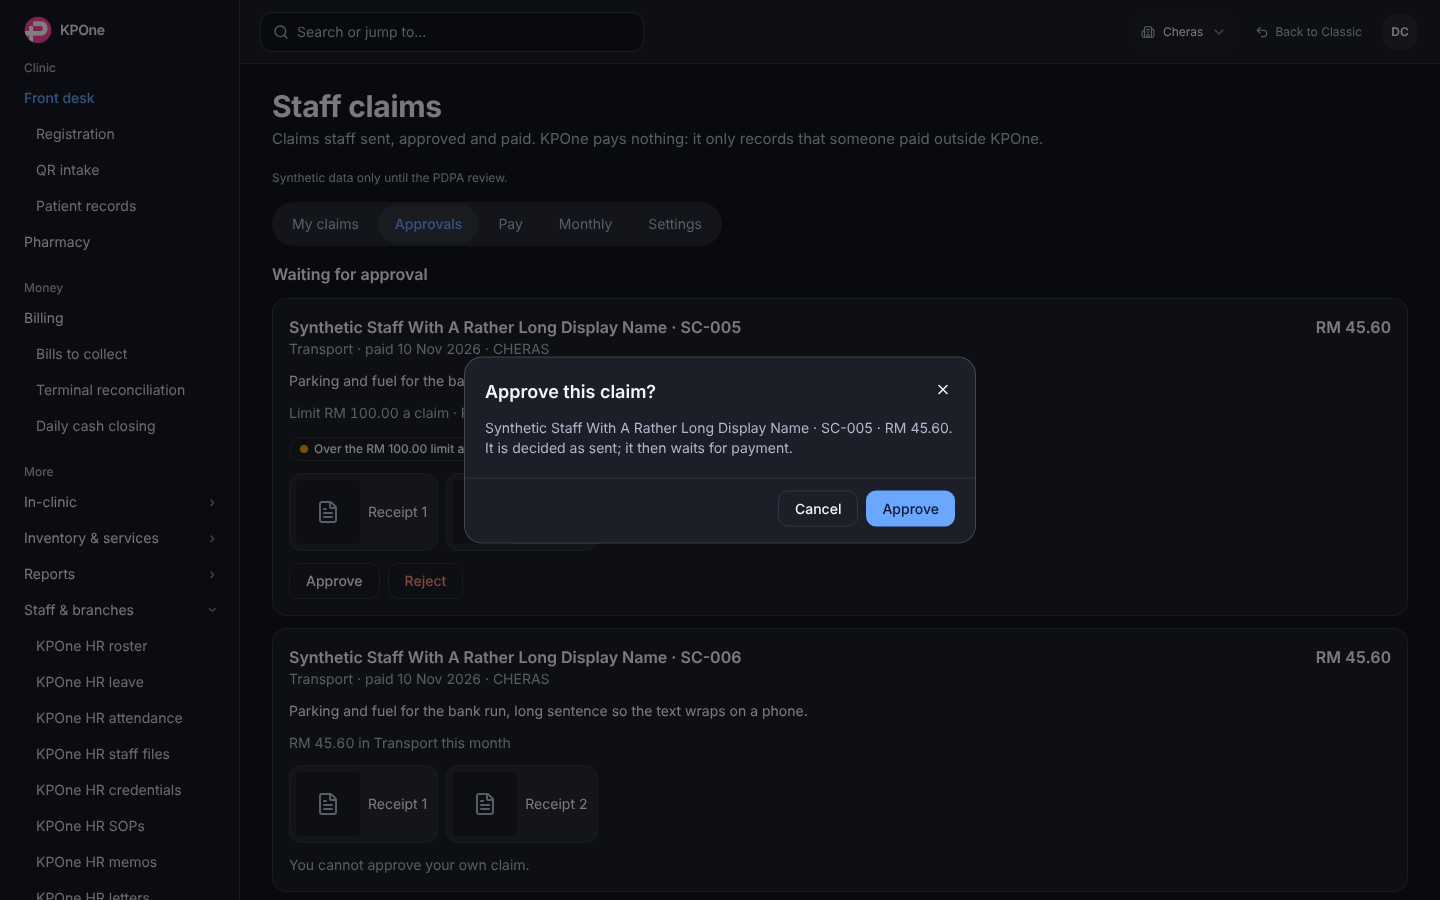 KPOne
Search or jump to...
Cheras
Back to Classic
DC
Clinic
Front desk
Registration
QR intake
Patient records
Pharmacy
Money
Billing
Bills to collect
Terminal reconciliation
Daily cash closing
More
In-clinic
Inventory & services
Reports
Staff & branches
KPOne HR roster
KPOne HR leave
KPOne HR attendance
KPOne HR staff files
KPOne HR credentials
KPOne HR SOPs
KPOne HR memos
KPOne HR letters
Staff claims
Claims staff sent, approved and paid. KPOne pays nothing: it only records that someone paid outside KPOne.
Synthetic data only until the PDPA review.
My claims
Approvals
Pay
Monthly
Settings
Waiting for approval
Synthetic Staff With A Rather Long Display Name · SC-005
RM 45.60
Transport · paid 10 Nov 2026 · CHERAS
Parking and fuel for the ba
Limit RM 100.00 a claim ·
Over the RM 100.00 limit a
Receipt 1
Approve
Reject
Approve this claim?
Synthetic Staff With A Rather Long Display Name · SC-005 · RM 45.60.
It is decided as sent; it then waits for payment.
Cancel
Approve
Synthetic Staff With A Rather Long Display Name · SC-006
RM 45.60
Transport · paid 10 Nov 2026 · CHERAS
Parking and fuel for the bank run, long sentence so the text wraps on a phone.
RM 45.60 in Transport this month
Receipt 1
Receipt 2
You cannot approve your own claim.